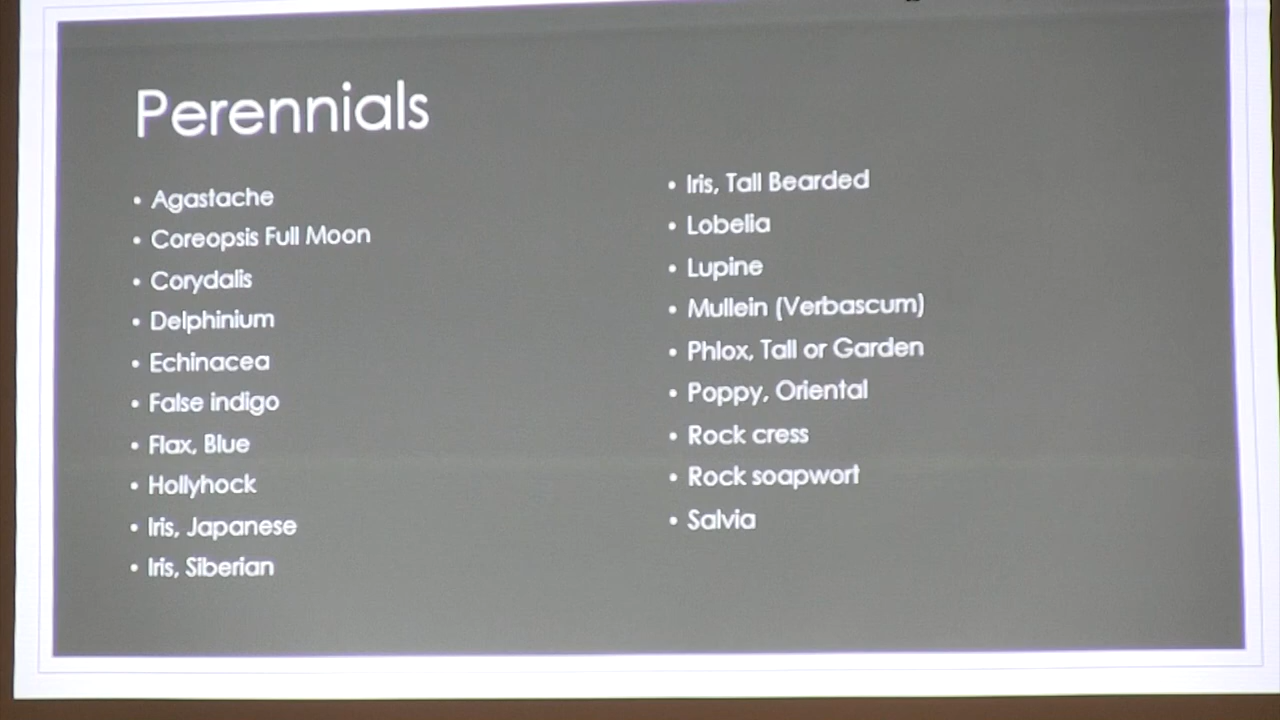 Perennials
• Agastache
• Coreopsis Full Moon
• Corydalis
• Delphinium
• Echinacea
• False indigo
• Flax, Blue
• Hollyhock
• Iris, Japanese
• Iris, Siberian
• Iris, Tall Bearded
• Lobelia
• Lupine
• Mullein (Verbascum)
• Phlox, Tall or Garden
• Poppy, Oriental
• Rock cress
• Rock soapwort
• Salvia